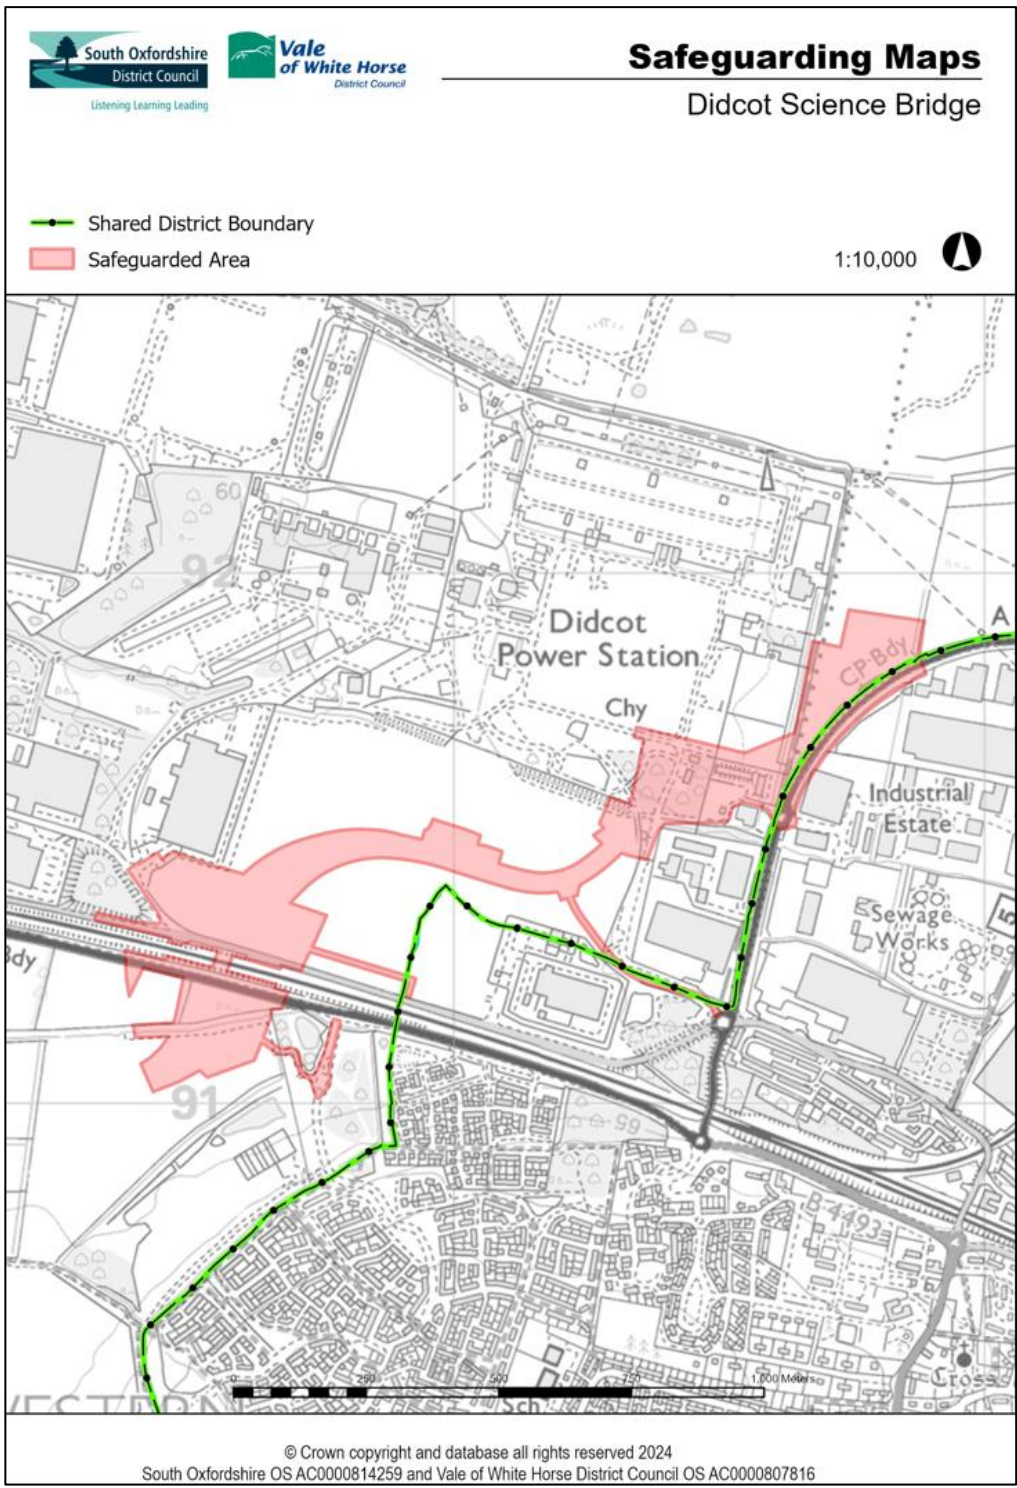 South Oxfordshire
District Council
Listening Learning Leading
Vale
of White Horse
District Council
Safeguarding Maps
Didcot Science Bridge
Shared District Boundary
Safeguarded Area
1:10,000
60
92
Didcot
Power Station
Chy
CP Bdy
A
Industrial
Estate
Sewage
Works
5
Bdy
91
65
B 4493
Cross
0 250 500 750 1,000 Meters
Sch
© Crown copyright and database all rights reserved 2024
South Oxfordshire OS AC0000814259 and Vale of White Horse District Council OS AC0000807816